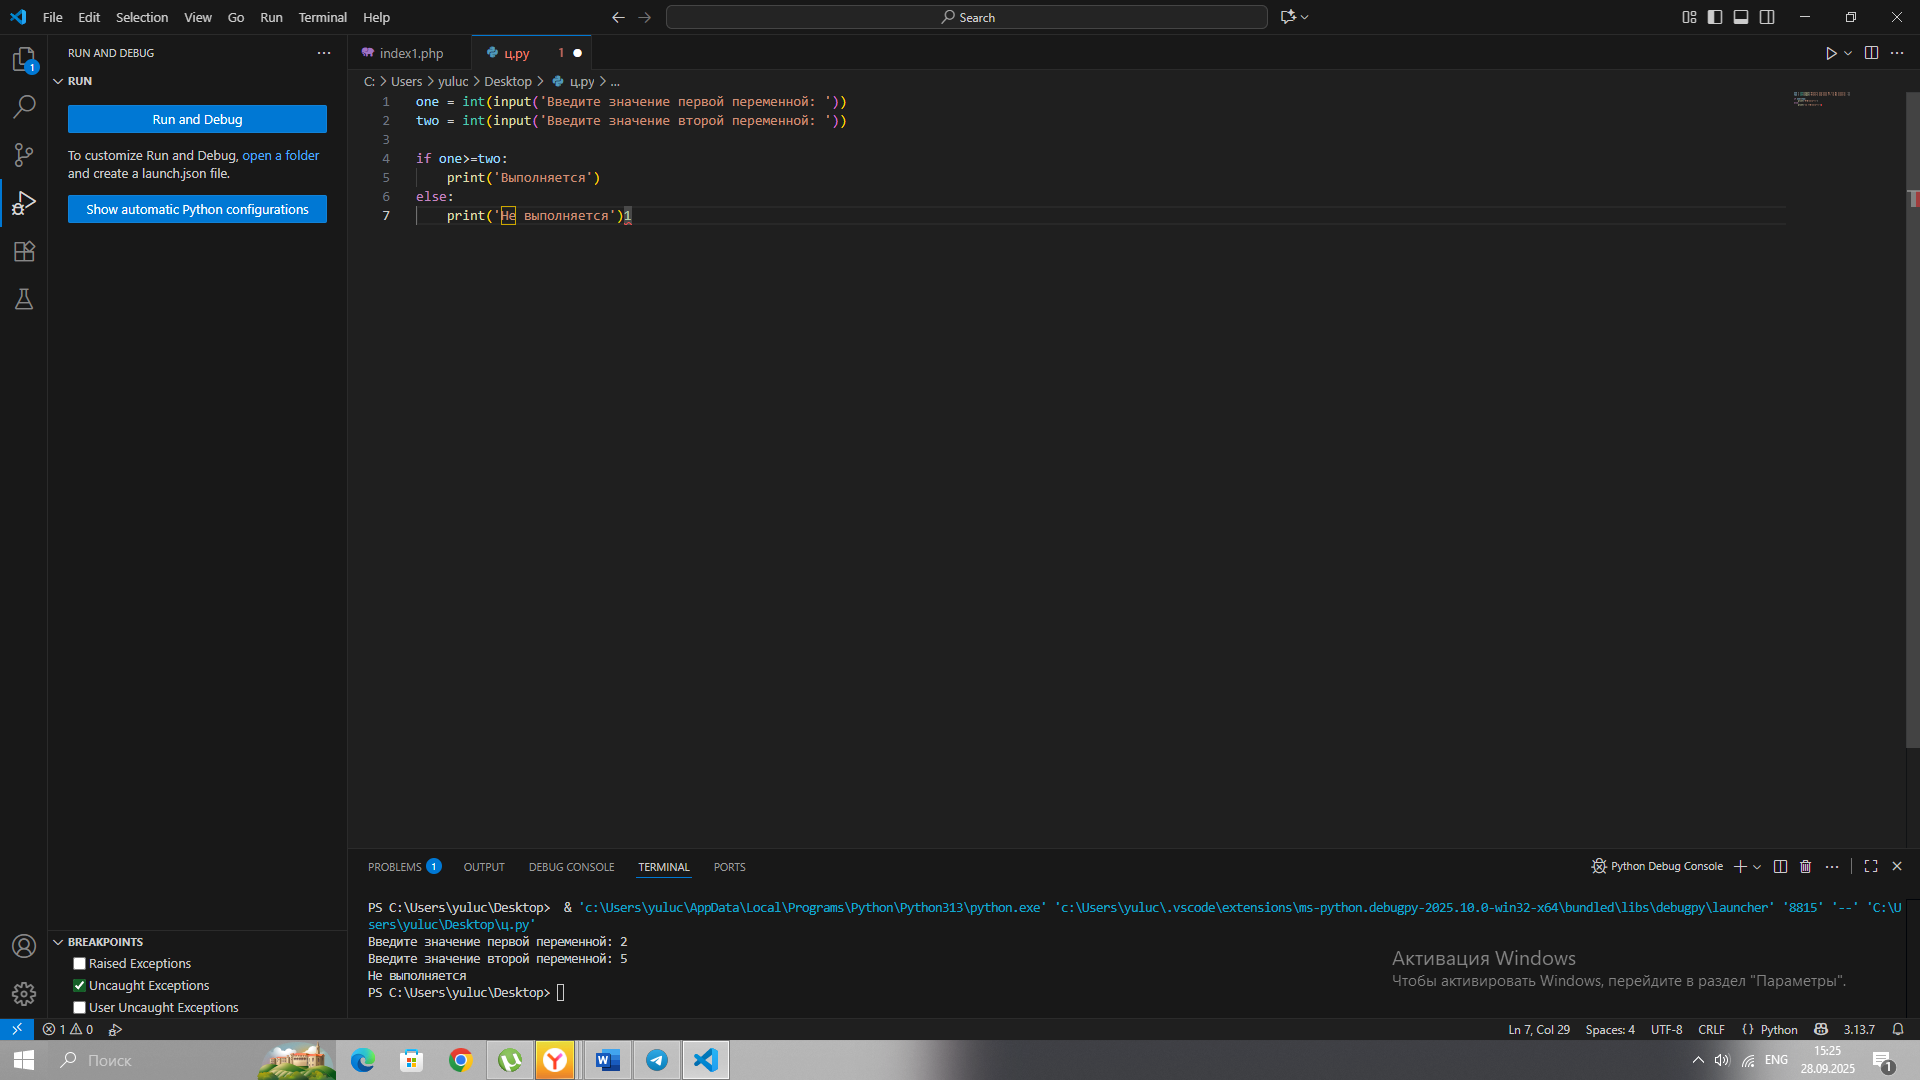 File Edit Selection View Go Run Terminal Help
Search
RUN AND DEBUG
RUN
Run and Debug
To customize Run and Debug, open a folder
and create a launch.json file.
Show automatic Python configurations
1
index1.php
ц.py 1
C: > Users > yuluc > Desktop > ц.py > ...
1 one = int(input('Введите значение первой переменной: '))
2 two = int(input('Введите значение второй переменной: '))
3
4 if one>=two:
5     print('Выполняется')
6 else:
7     print('Не выполняется')1
PROBLEMS 1 OUTPUT DEBUG CONSOLE TERMINAL PORTS
Python Debug Console
PS C:\Users\yuluc\Desktop>  & 'c:\Users\yuluc\AppData\Local\Programs\Python\Python313\python.exe' 'c:\Users\yuluc\.vscode\extensions\ms-python.debugpy-2025.10.0-win32-x64\bundled\libs\debugpy\launcher' '8815' '--' 'C:\U
sers\yuluc\Desktop\ц.py'
Введите значение первой переменной: 2
Введите значение второй переменной: 5
Не выполняется
PS C:\Users\yuluc\Desktop>
Активация Windows
Чтобы активировать Windows, перейдите в раздел "Параметры".
BREAKPOINTS
Raised Exceptions
Uncaught Exceptions
User Uncaught Exceptions
1 0
Ln 7, Col 29 Spaces: 4 UTF-8 CRLF {} Python 3.13.7
Поиск
ENG
15:25
28.09.2025
1